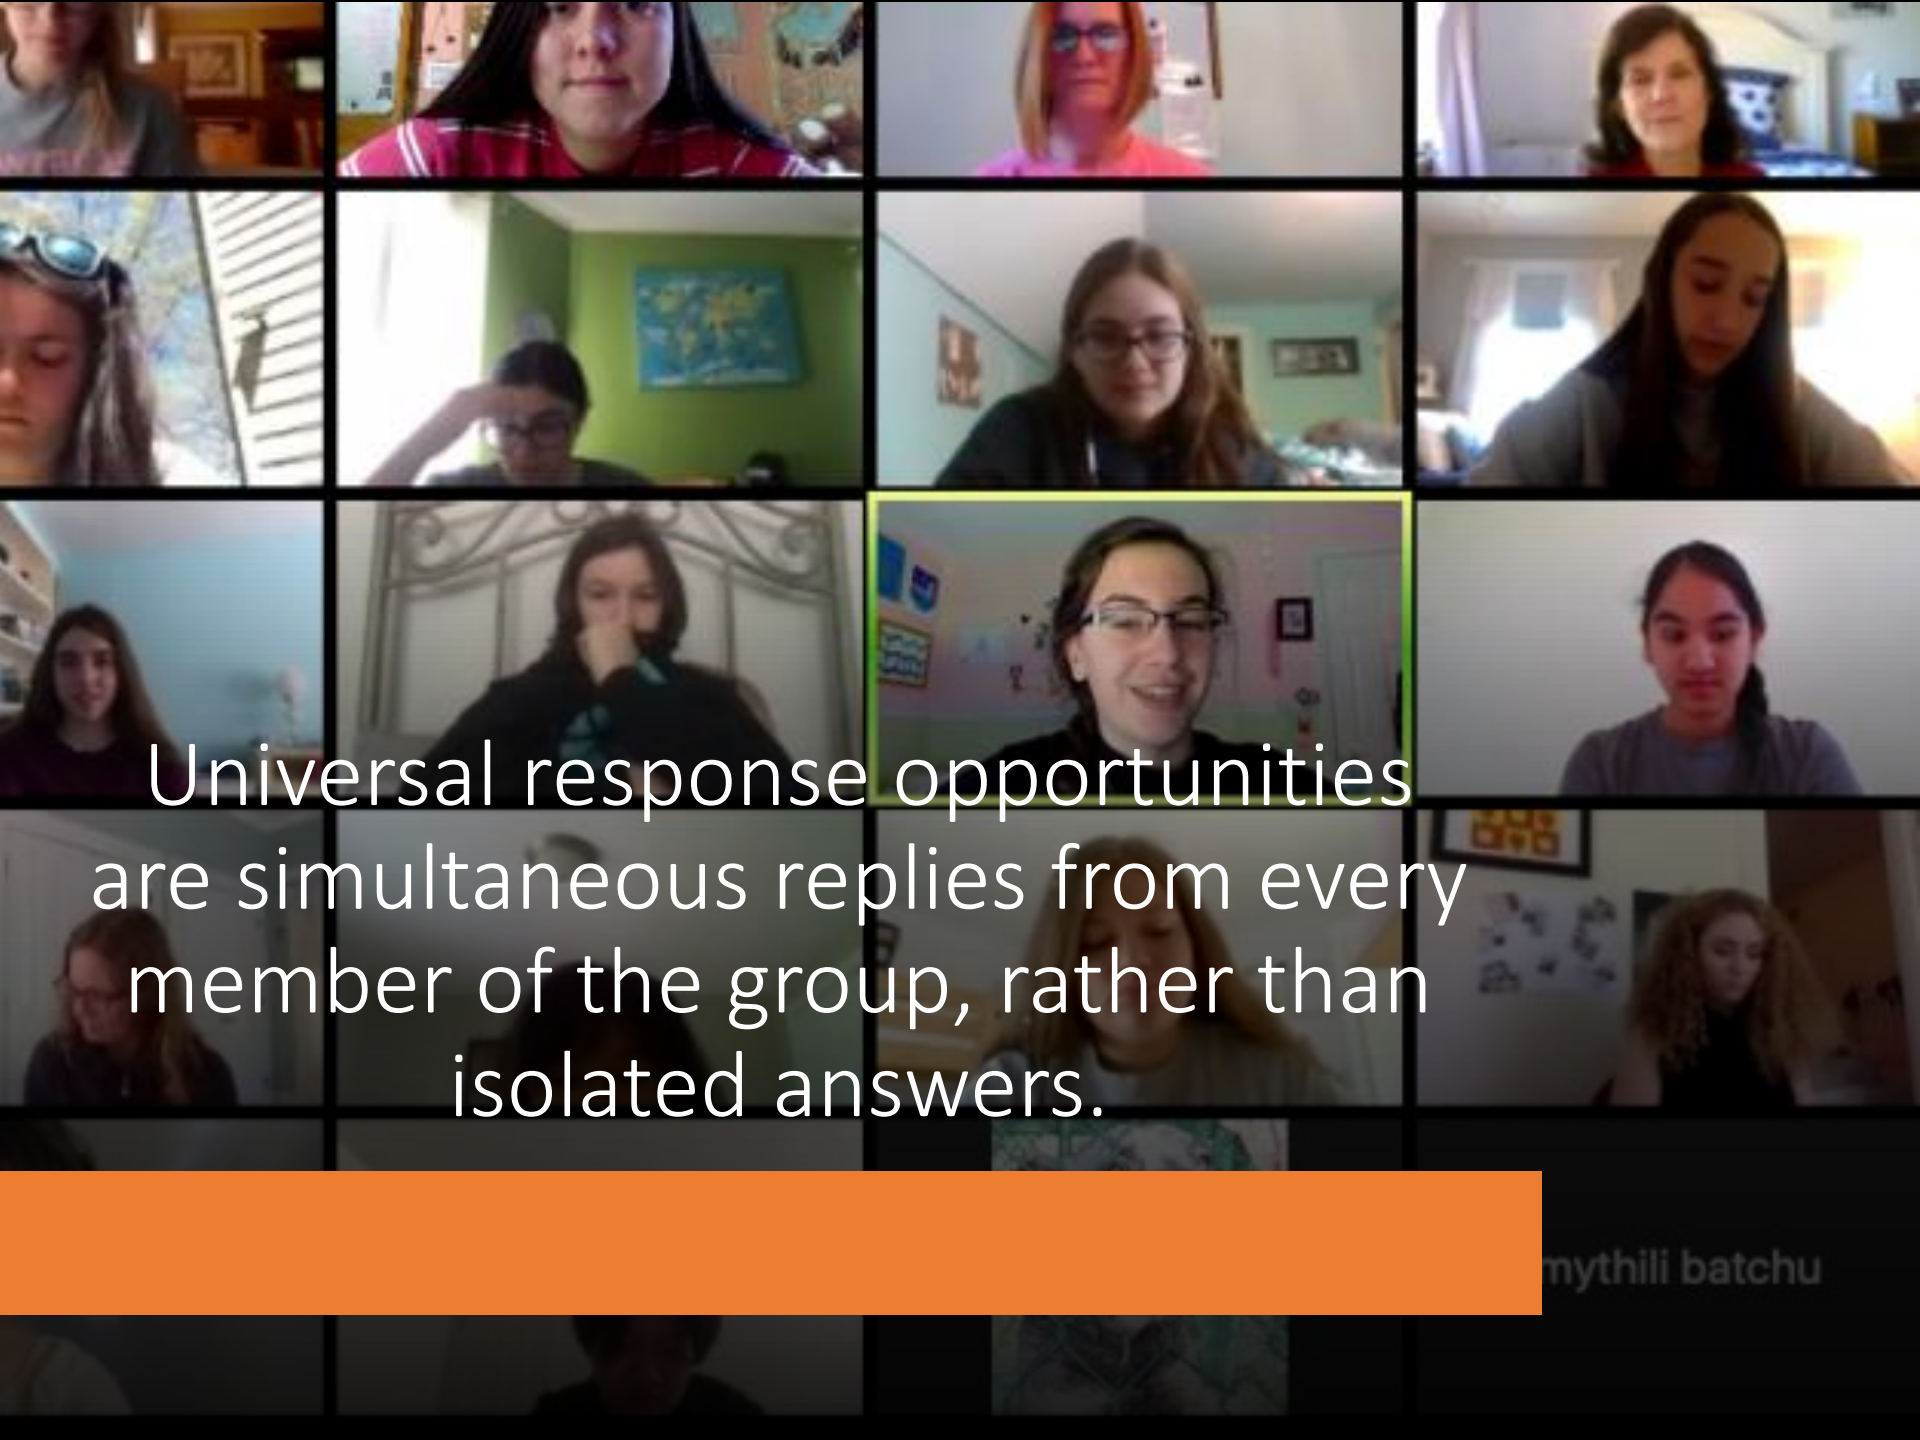 Universal response opportunities
are simultaneous replies from every
member of the group, rather than
isolated answers.
mythili batchu